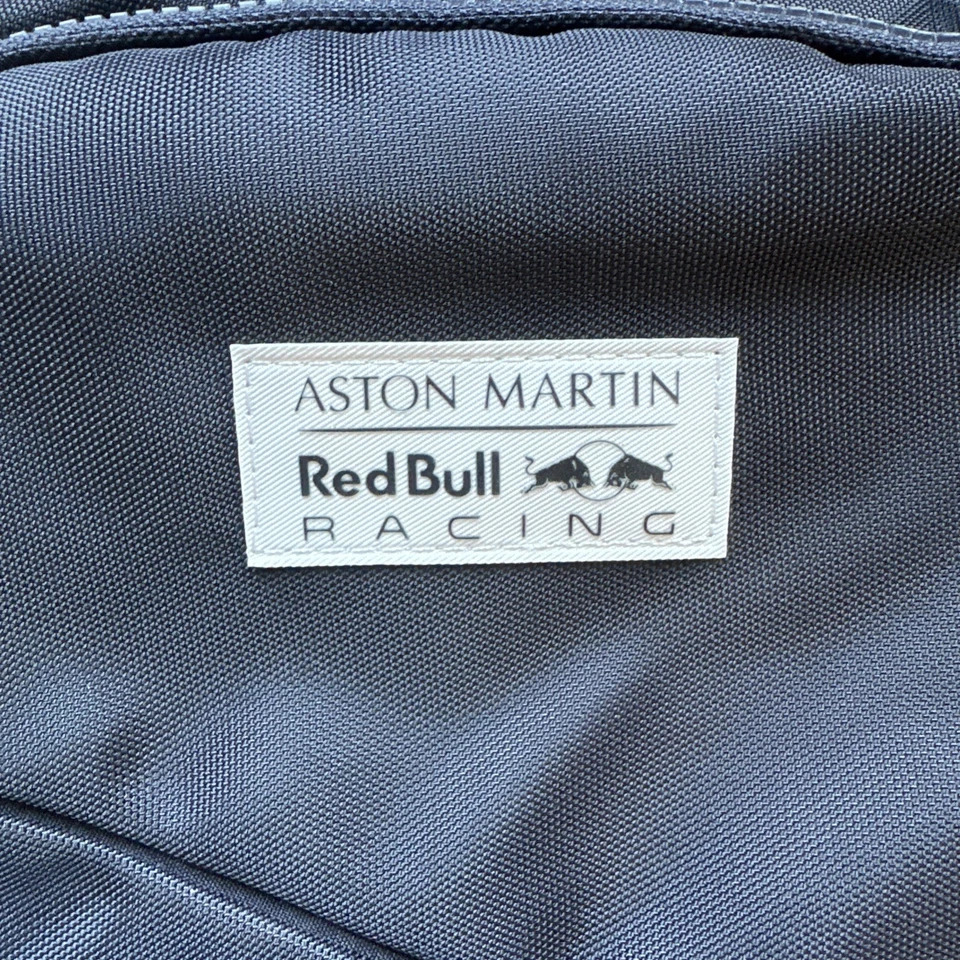 ASTON MARTIN
Red Bull
RACING